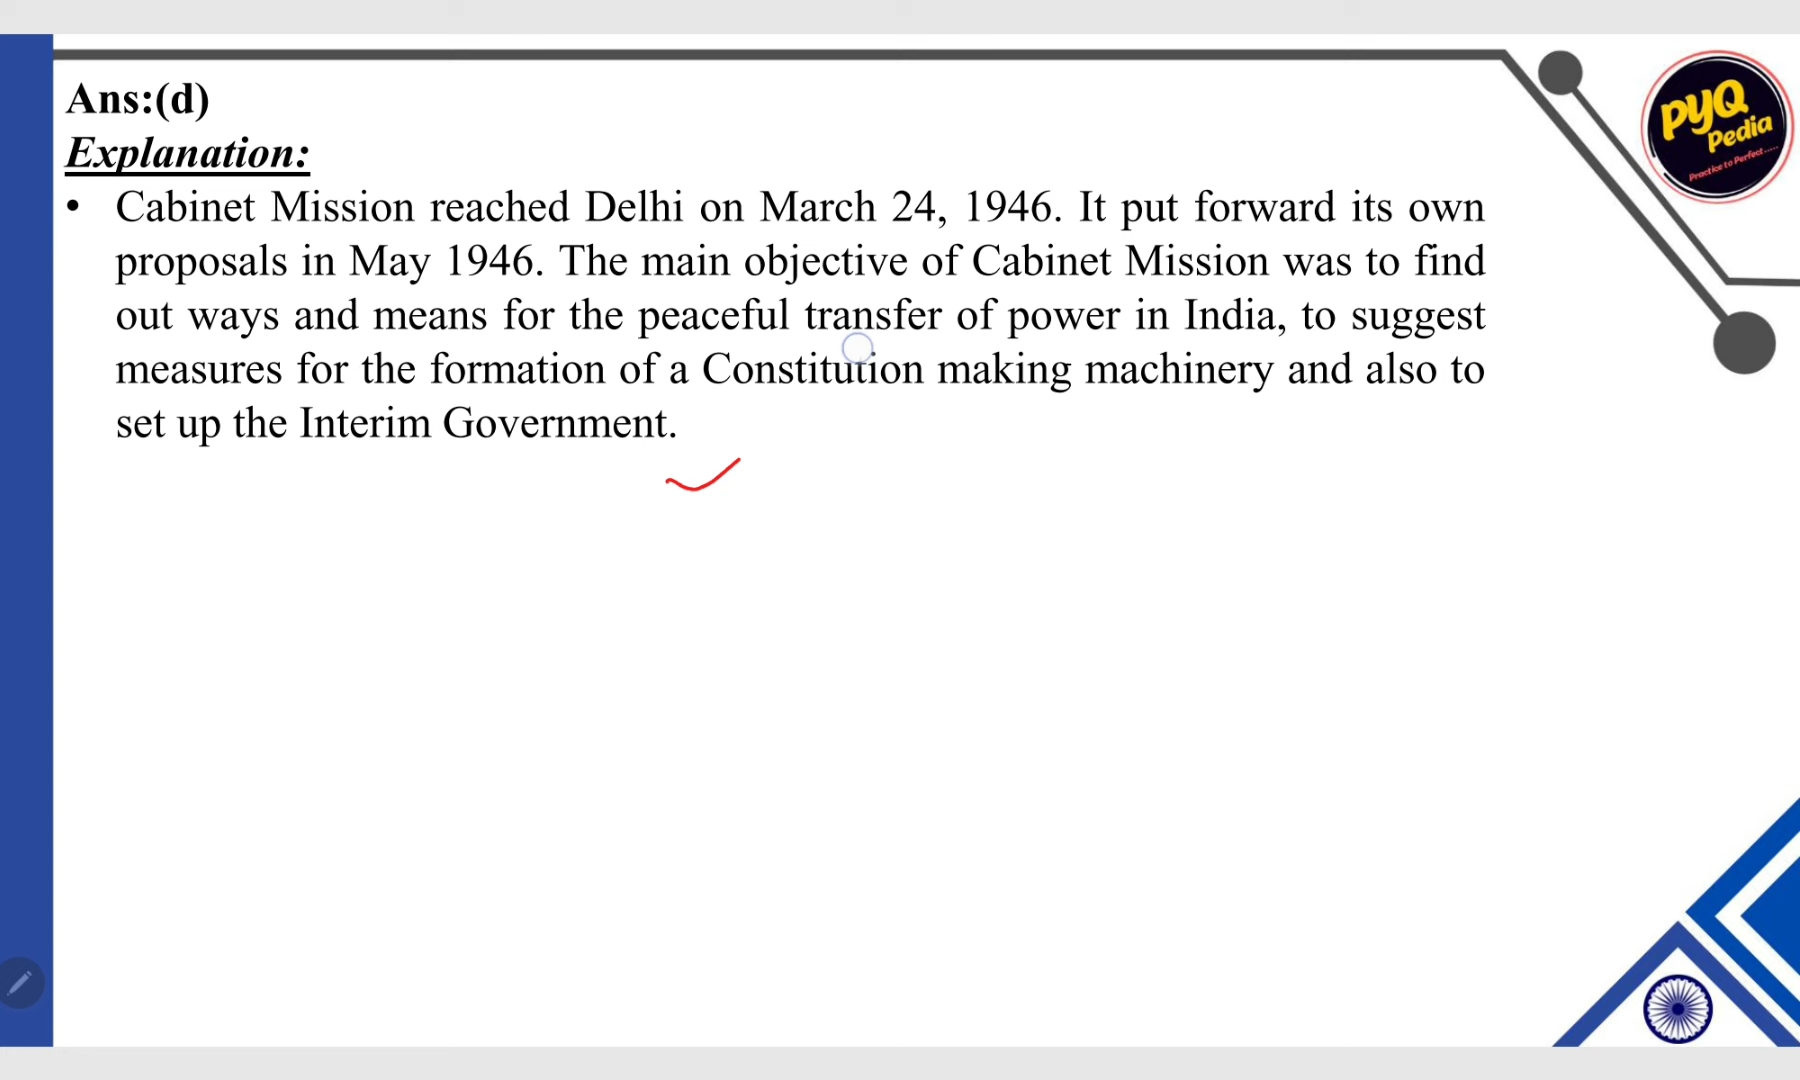 Ans:(d)
Explanation:
• Cabinet Mission reached Delhi on March 24, 1946. It put forward its own
proposals in May 1946. The main objective of Cabinet Mission was to find
out ways and means for the peaceful transfer of power in India, to suggest
measures for the formation of a Constitution making machinery and also to
set up the Interim Government.
PYQ
Pedia
Practice to Perfect.....